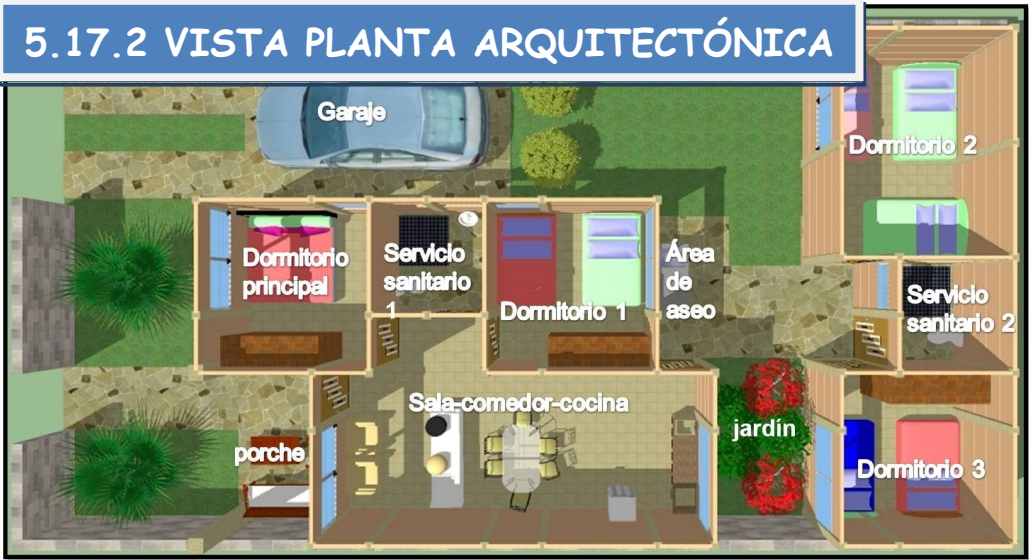 5.17.2 VISTA PLANTA ARQUITECTÓNICA
Garaje
Dormitorio 2
Dormitorio
principal
Servicio
sanitario
1
Dormitorio 1
Área
de
aseo
Servicio
sanitario 2
Sala-comedor-cocina
porche
jardín
Dormitorio 3